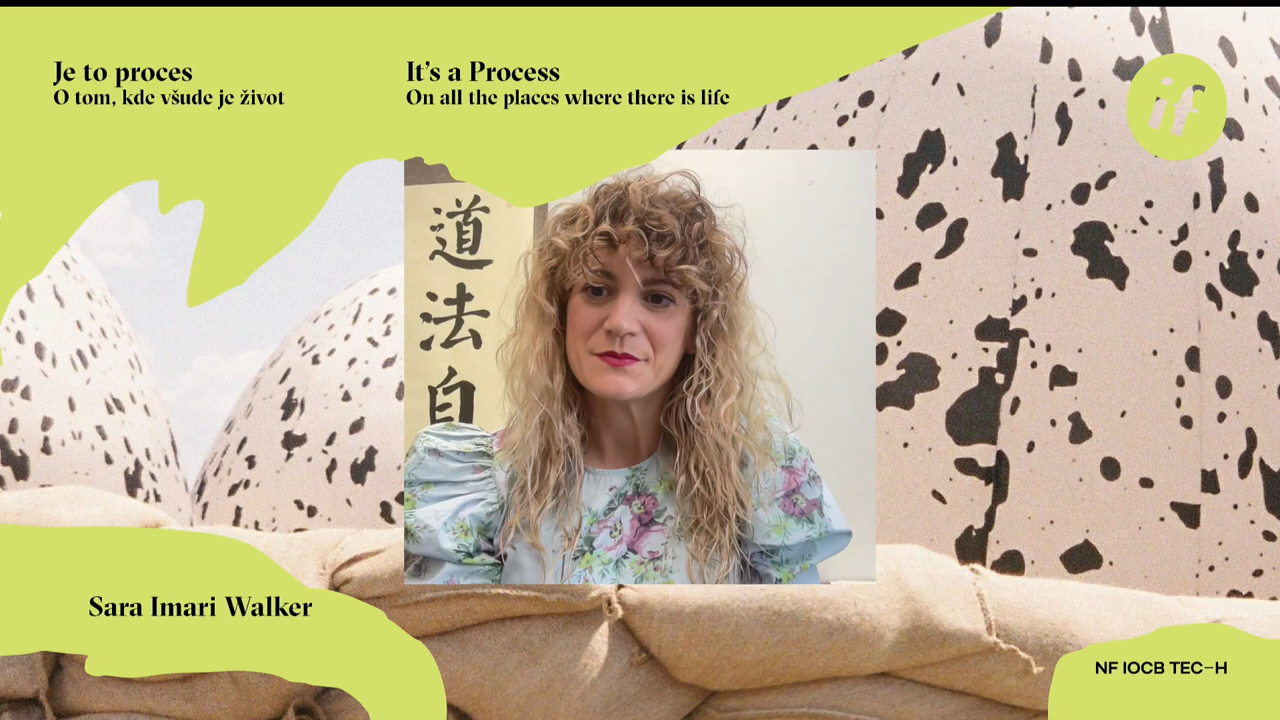 Je to proces
O tom, kde všude je život
It's a Process
On all the places where there is life
if
道
法
自
Sara Imari Walker
NF IOCB TEC–H